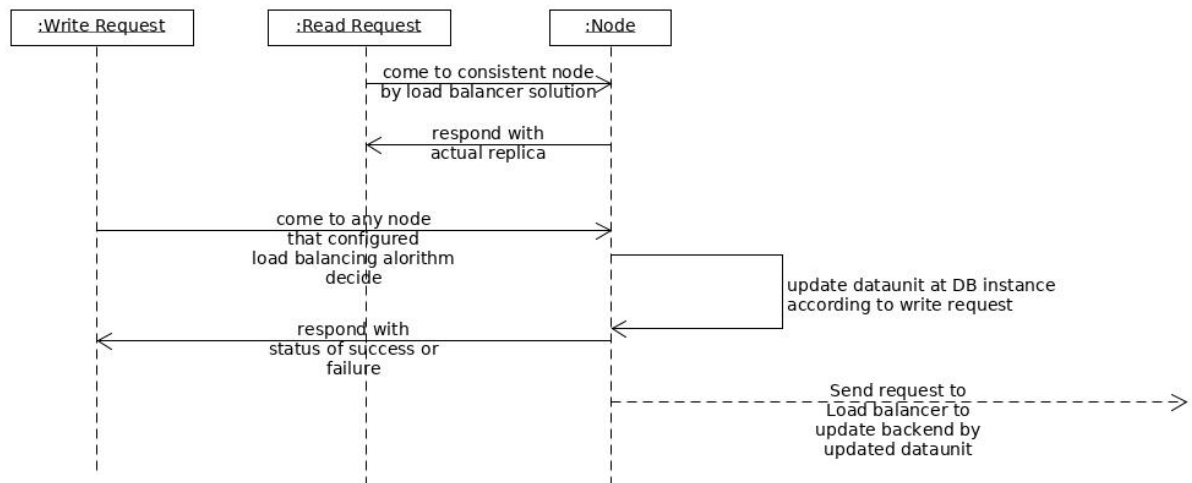 :Write Request
:Read Request
:Node
come to consistent node
by load balancer solution
respond with
actual replica
come to any node
that configured
load balancing alorithm
decide
update dataunit at DB instance
according to write request
respond with
status of success or
failure
Send request to
Load balancer to
update backend by
updated dataunit